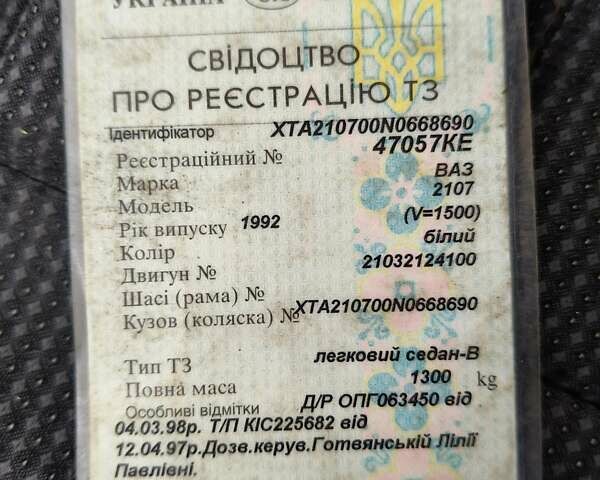 УКРАЇНА
СВІДОЦТВО
ПРО РЕЄСТРАЦІЮ ТЗ
Ідентифікатор XTA210700N0668690
Реєстраційний № 47057КЕ
Марка ВАЗ
Модель 2107
Рік випуску 1992 (V=1500)
Колір білий
Двигун № 21032124100
Шасі (рама) №
Кузов (коляска) № XTA210700N0668690
Тип ТЗ легковий седан-В
Повна маса 1300 kg
Особливі відмітки Д/Р ОПГ063450 від
04.03.98р. Т/П КІС225682 від
12.04.97р.Дозв.керув.Готвянській Лілії
Павлівні.